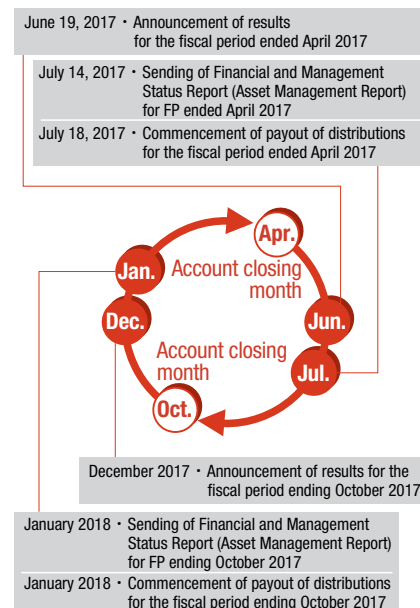 June 19, 2017・Announcement of results
for the fiscal period ended April 2017
July 14, 2017・Sending of Financial and Management
Status Report (Asset Management Report)
for FP ended April 2017
July 18, 2017・Commencement of payout of distributions
for the fiscal period ended April 2017
Apr.
Jan.
Account closing
month
Dec.
Jun.
Account closing
month
Jul.
Oct.
December 2017・Announcement of results for the
fiscal period ending October 2017
January 2018・Sending of Financial and Management
Status Report (Asset Management Report)
for FP ending October 2017
January 2018・Commencement of payout of distributions
for the fiscal period ending October 2017